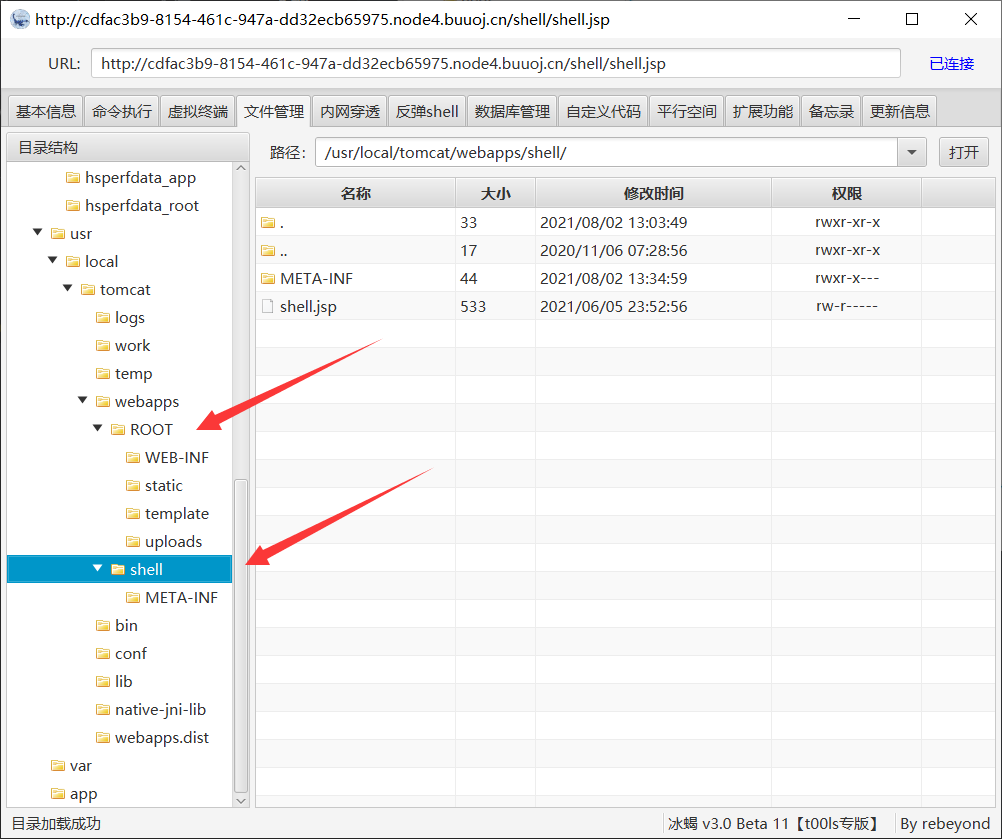 http://cdfac3b9-8154-461c-947a-dd32ecb65975.node4.buuoj.cn/shell/shell.jsp
URL: http://cdfac3b9-8154-461c-947a-dd32ecb65975.node4.buuoj.cn/shell/shell.jsp 已连接
基本信息 命令执行 虚拟终端 文件管理 内网穿透 反弹shell 数据库管理 自定义代码 平行空间 扩展功能 备忘录 更新信息
目录结构
hsperfdata_app
hsperfdata_root
usr
local
tomcat
logs
work
temp
webapps
ROOT
WEB-INF
static
template
uploads
shell
META-INF
bin
conf
lib
native-jni-lib
webapps.dist
var
app
路径: /usr/local/tomcat/webapps/shell/ 打开
名称 大小 修改时间 权限
. 33 2021/08/02 13:03:49 rwxr-xr-x
.. 17 2020/11/06 07:28:56 rwxr-xr-x
META-INF 44 2021/08/02 13:34:59 rwxr-x---
shell.jsp 533 2021/06/05 23:52:56 rw-r-----
目录加载成功 冰蝎 v3.0 Beta 11【t00ls专版】 By rebeyond